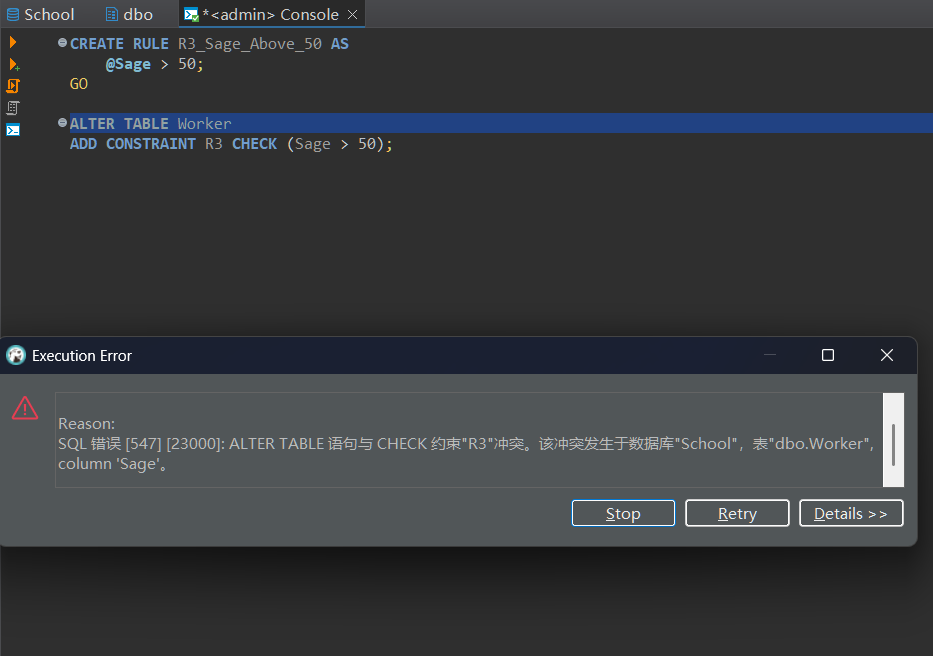 School dbo *<admin> Console
CREATE RULE R3_Sage_Above_50 AS
@Sage > 50;
GO
ALTER TABLE Worker
ADD CONSTRAINT R3 CHECK (Sage > 50);
Execution Error
Reason:
SQL 错误 [547] [23000]: ALTER TABLE 语句与 CHECK 约束"R3"冲突。该冲突发生于数据库"School"，表"dbo.Worker",
column 'Sage'。
Stop Retry Details >>